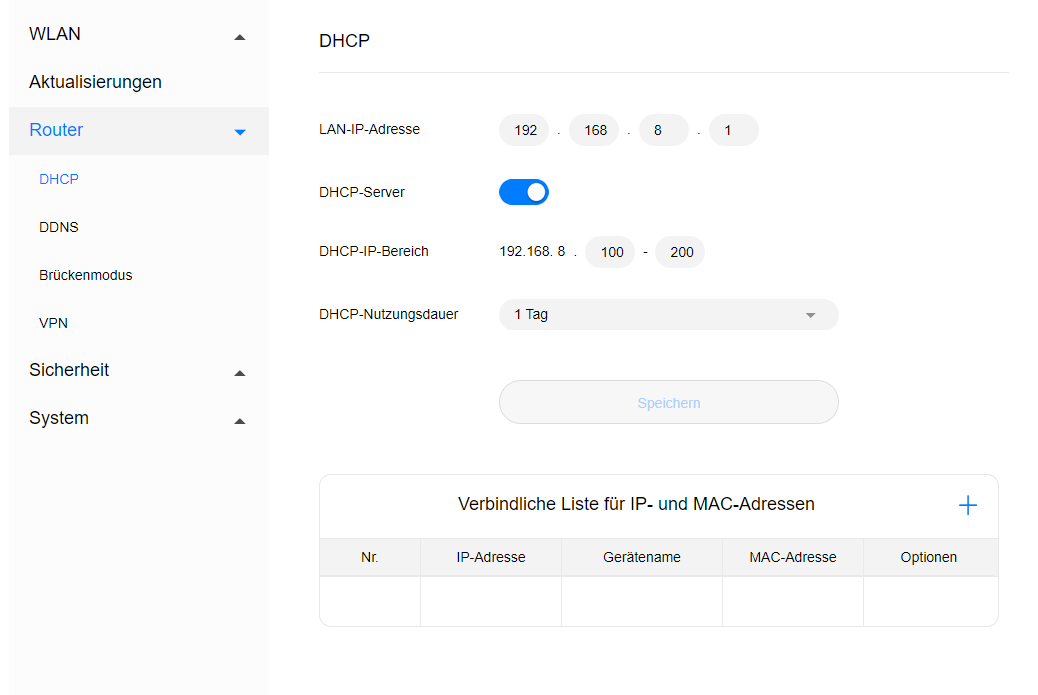 WLAN
Aktualisierungen
Router
DHCP
DDNS
Brückenmodus
VPN
Sicherheit
System
DHCP
LAN-IP-Adresse 192 . 168 . 8 . 1
DHCP-Server
DHCP-IP-Bereich 192.168. 8 . 100 - 200
DHCP-Nutzungsdauer 1 Tag
Speichern
Verbindliche Liste für IP- und MAC-Adressen +
Nr. IP-Adresse Gerätename MAC-Adresse Optionen